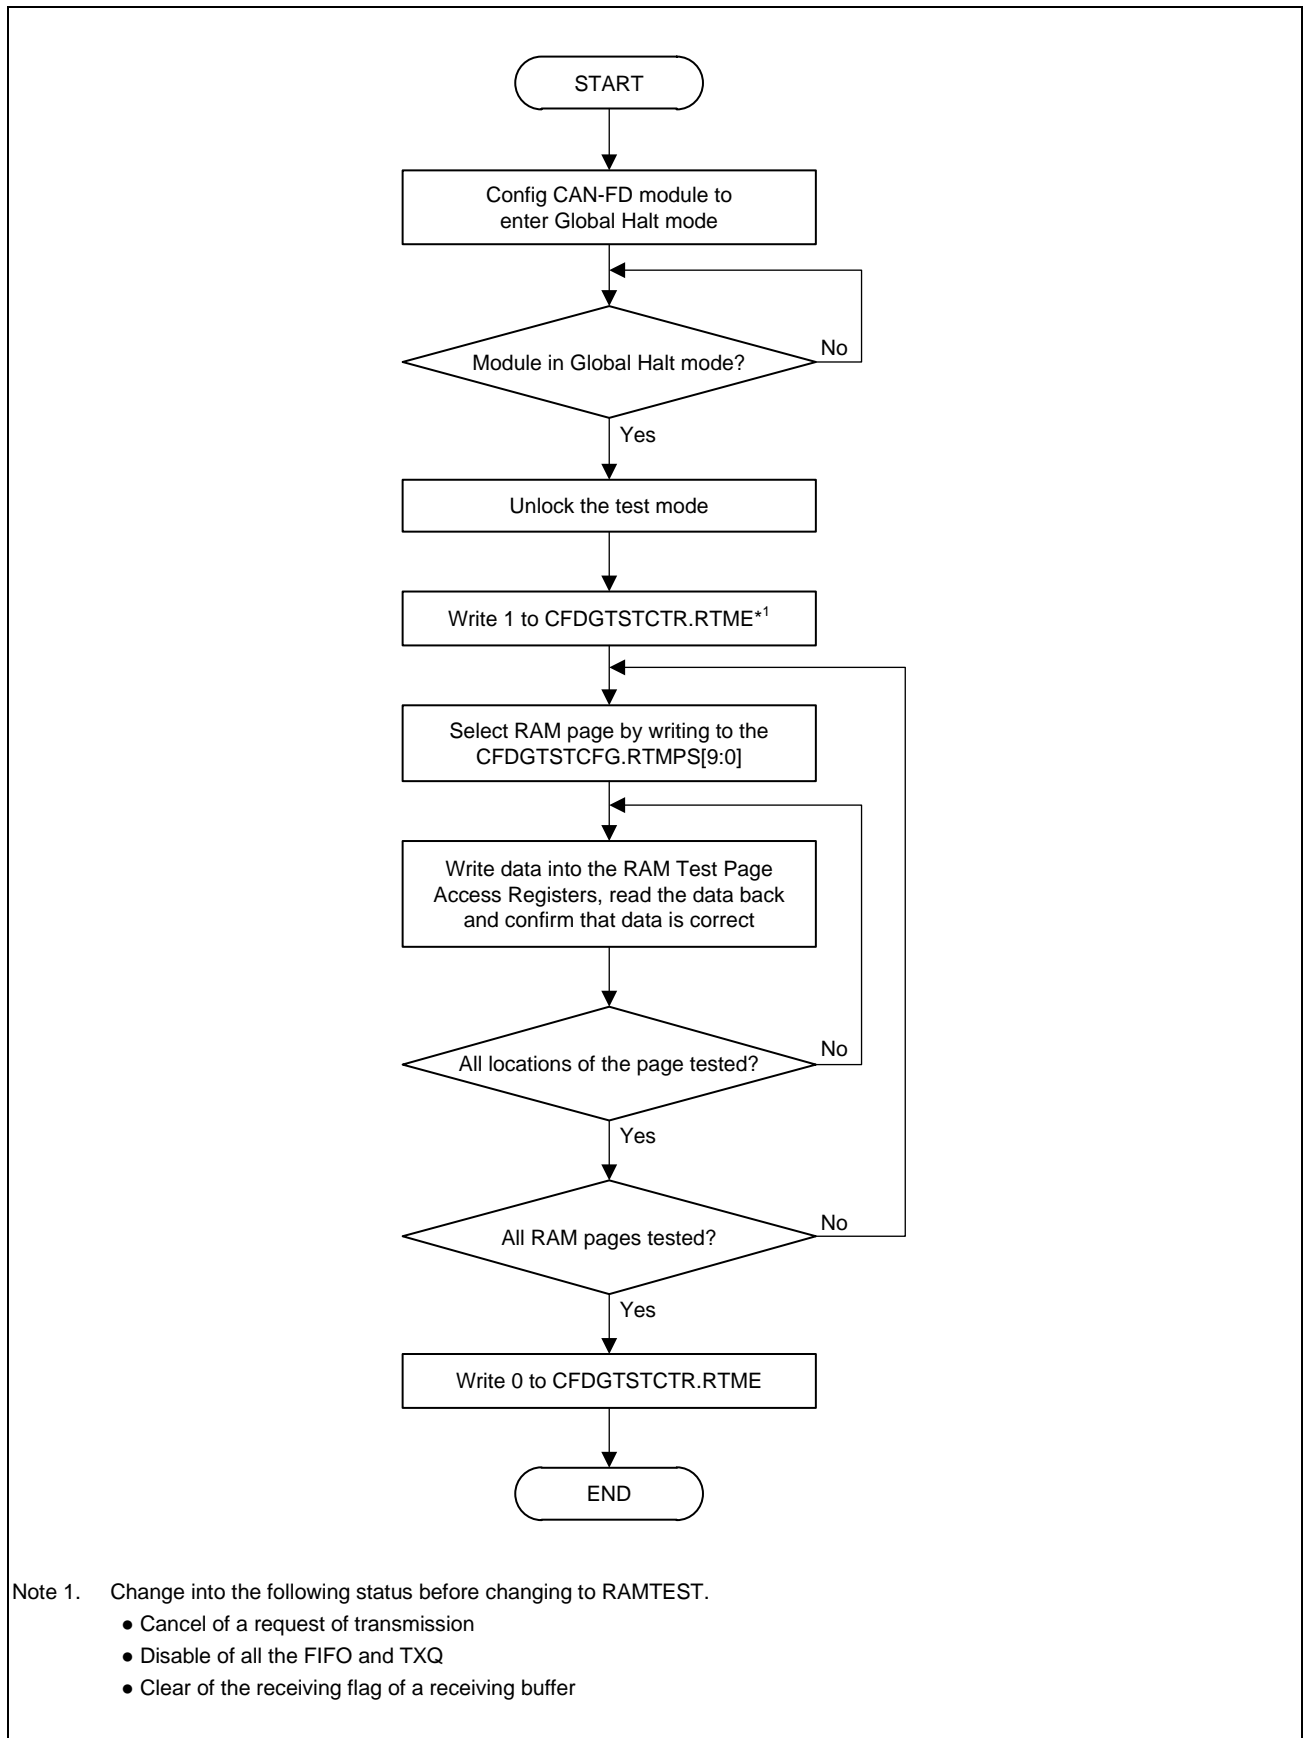 START
Config CAN-FD module to
enter Global Halt mode
Module in Global Halt mode?
No
Yes
Unlock the test mode
Write 1 to CFDGTSTCTR.RTME*1
Select RAM page by writing to the
CFDGTSTCFG.RTMPS[9:0]
Write data into the RAM Test Page
Access Registers, read the data back
and confirm that data is correct
All locations of the page tested?
No
Yes
All RAM pages tested?
No
Yes
Write 0 to CFDGTSTCTR.RTME
END
Note 1. Change into the following status before changing to RAMTEST.
● Cancel of a request of transmission
● Disable of all the FIFO and TXQ
● Clear of the receiving flag of a receiving buffer